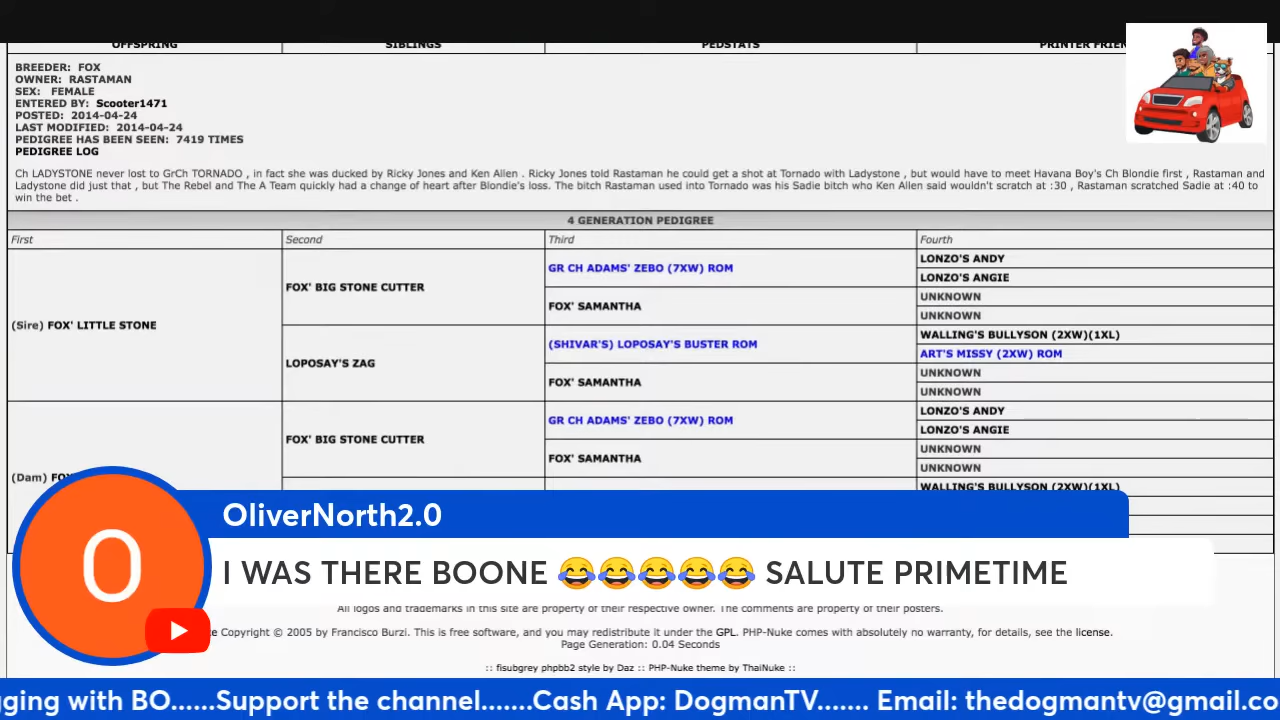 OFFSPRING SIBLINGS PEDSTATS PRINTER
BREEDER: FOX
OWNER: RASTAMAN
SEX: FEMALE
ENTERED BY: Scooter1471
POSTED: 2014-04-24
LAST MODIFIED: 2014-04-24
PEDIGREE HAS BEEN SEEN: 7419 TIMES
PEDIGREE LOG
Ch LADYSTONE never lost to GrCh TORNADO , in fact she was ducked by Ricky Jones and Ken Allen . Ricky Jones told Rastaman he could get a shot at Tornado with Ladystone , but would have to meet Havana Boy's Ch Blondie first , Rastaman and
Ladystone did just that , but The Rebel and The A Team quickly had a change of heart after Blondie's loss. The bitch Rastaman used into Tornado was his Sadie bitch who Ken Allen said wouldn't scratch at :30 , Rastaman scratched Sadie at :40 to
win the bet .
4 GENERATION PEDIGREE
First Second Third Fourth
(Sire) FOX' LITTLE STONE
FOX' BIG STONE CUTTER
GR CH ADAMS' ZEBO (7XW) ROM
LONZO'S ANDY
LONZO'S ANGIE
FOX' SAMANTHA
UNKNOWN
UNKNOWN
LOPOSAY'S ZAG
(SHIVAR'S) LOPOSAY'S BUSTER ROM
WALLING'S BULLYSON (2XW)(1XL)
ART'S MISSY (2XW) ROM
FOX' SAMANTHA
UNKNOWN
UNKNOWN
(Dam)
FOX' BIG STONE CUTTER
GR CH ADAMS' ZEBO (7XW) ROM
LONZO'S ANDY
LONZO'S ANGIE
FOX' SAMANTHA
UNKNOWN
UNKNOWN
WALLING'S BULLYSON (2XW)(1XL)
O
OliverNorth2.0
I WAS THERE BOONE 😂😂😂😂😂 SALUTE PRIMETIME
All logos and trademarks in this site are property of their respective owner. The comments are property of their posters.
Copyright © 2005 by Francisco Burzi. This is free software, and you may redistribute it under the GPL. PHP-Nuke comes with absolutely no warranty, for details, see the license.
Page Generation: 0.04 Seconds
:: fisubgrey phpbb2 style by Daz :: PHP-Nuke theme by ThaiNuke ::
gging with BO......Support the channel.......Cash App: DogmanTV....... Email: thedogmantv@gmail.co